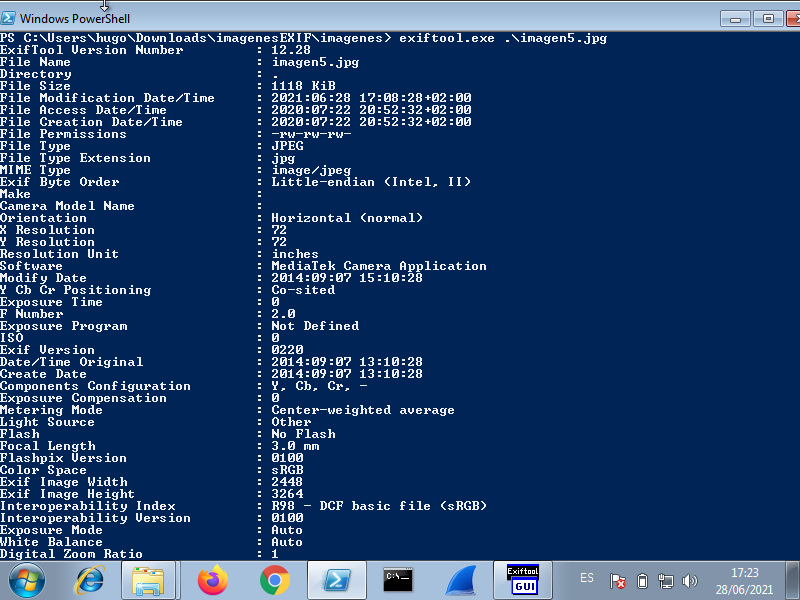 Windows PowerShell
PS C:\Users\hugo\Downloads\imagenesEXIF\imagenes> exiftool.exe .\imagen5.jpg
ExifTool Version Number : 12.28
File Name : imagen5.jpg
Directory : .
File Size : 1118 KiB
File Modification Date/Time : 2021:06:28 17:08:28+02:00
File Access Date/Time : 2020:07:22 20:52:32+02:00
File Creation Date/Time : 2020:07:22 20:52:32+02:00
File Permissions : -rw-rw-rw-
File Type : JPEG
File Type Extension : jpg
MIME Type : image/jpeg
Exif Byte Order : Little-endian (Intel, II)
Make :
Camera Model Name :
Orientation : Horizontal (normal)
X Resolution : 72
Y Resolution : 72
Resolution Unit : inches
Software : MediaTek Camera Application
Modify Date : 2014:09:07 15:10:28
Y Cb Cr Positioning : Co-sited
Exposure Time : 0
F Number : 2.0
Exposure Program : Not Defined
ISO : 0
Exif Version : 0220
Date/Time Original : 2014:09:07 13:10:28
Create Date : 2014:09:07 13:10:28
Components Configuration : Y, Cb, Cr, -
Exposure Compensation : 0
Metering Mode : Center-weighted average
Light Source : Other
Flash : No Flash
Focal Length : 3.0 mm
Flashpix Version : 0100
Color Space : sRGB
Exif Image Width : 2448
Exif Image Height : 3264
Interoperability Index : R98 - DCF basic file (sRGB)
Interoperability Version : 0100
Exposure Mode : Auto
White Balance : Auto
Digital Zoom Ratio : 1
C:\
Exiftool
GUI
ES
17:23
28/06/2021